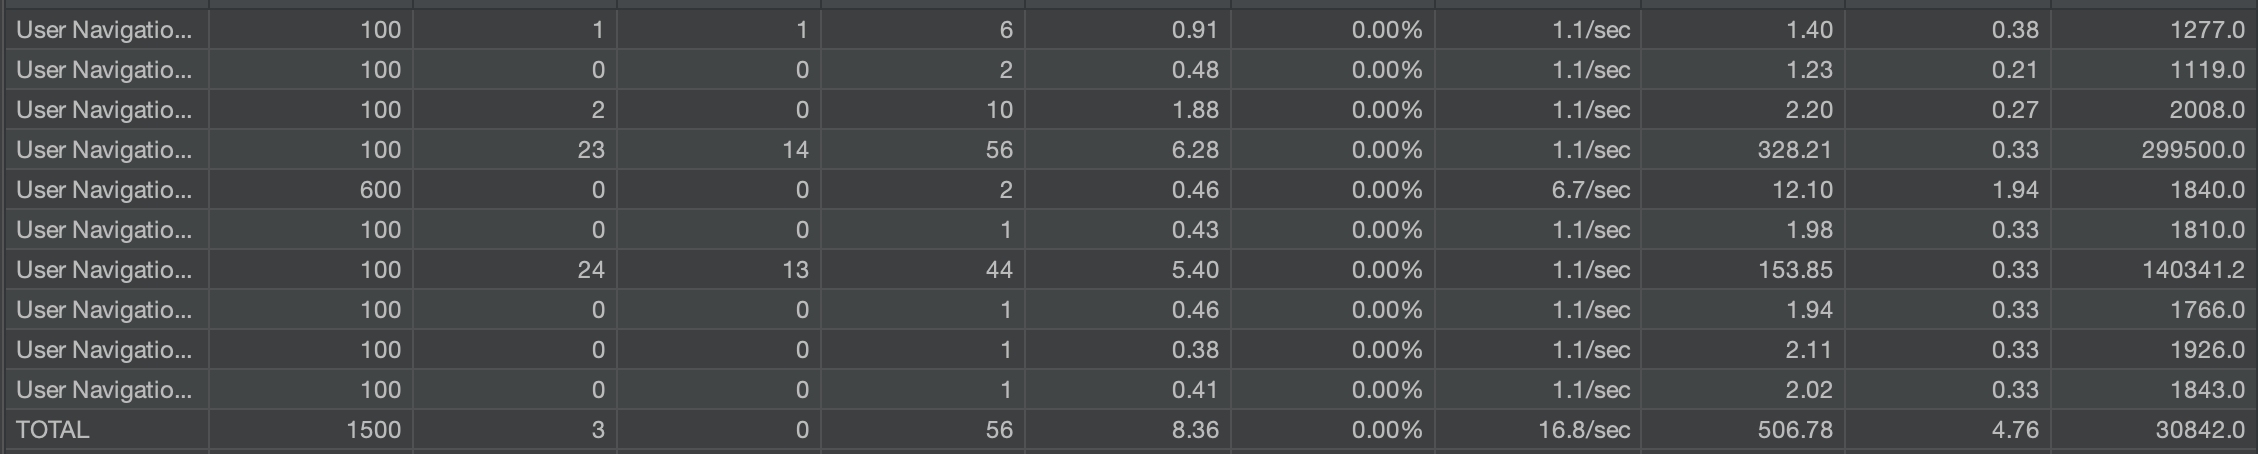 User Navigatio... 100 1 1 6 0.91 0.00% 1.1/sec 1.40 0.38 1277.0
User Navigatio... 100 0 0 2 0.48 0.00% 1.1/sec 1.23 0.21 1119.0
User Navigatio... 100 2 0 10 1.88 0.00% 1.1/sec 2.20 0.27 2008.0
User Navigatio... 100 23 14 56 6.28 0.00% 1.1/sec 328.21 0.33 299500.0
User Navigatio... 600 0 0 2 0.46 0.00% 6.7/sec 12.10 1.94 1840.0
User Navigatio... 100 0 0 1 0.43 0.00% 1.1/sec 1.98 0.33 1810.0
User Navigatio... 100 24 13 44 5.40 0.00% 1.1/sec 153.85 0.33 140341.2
User Navigatio... 100 0 0 1 0.46 0.00% 1.1/sec 1.94 0.33 1766.0
User Navigatio... 100 0 0 1 0.38 0.00% 1.1/sec 2.11 0.33 1926.0
User Navigatio... 100 0 0 1 0.41 0.00% 1.1/sec 2.02 0.33 1843.0
TOTAL 1500 3 0 56 8.36 0.00% 16.8/sec 506.78 4.76 30842.0